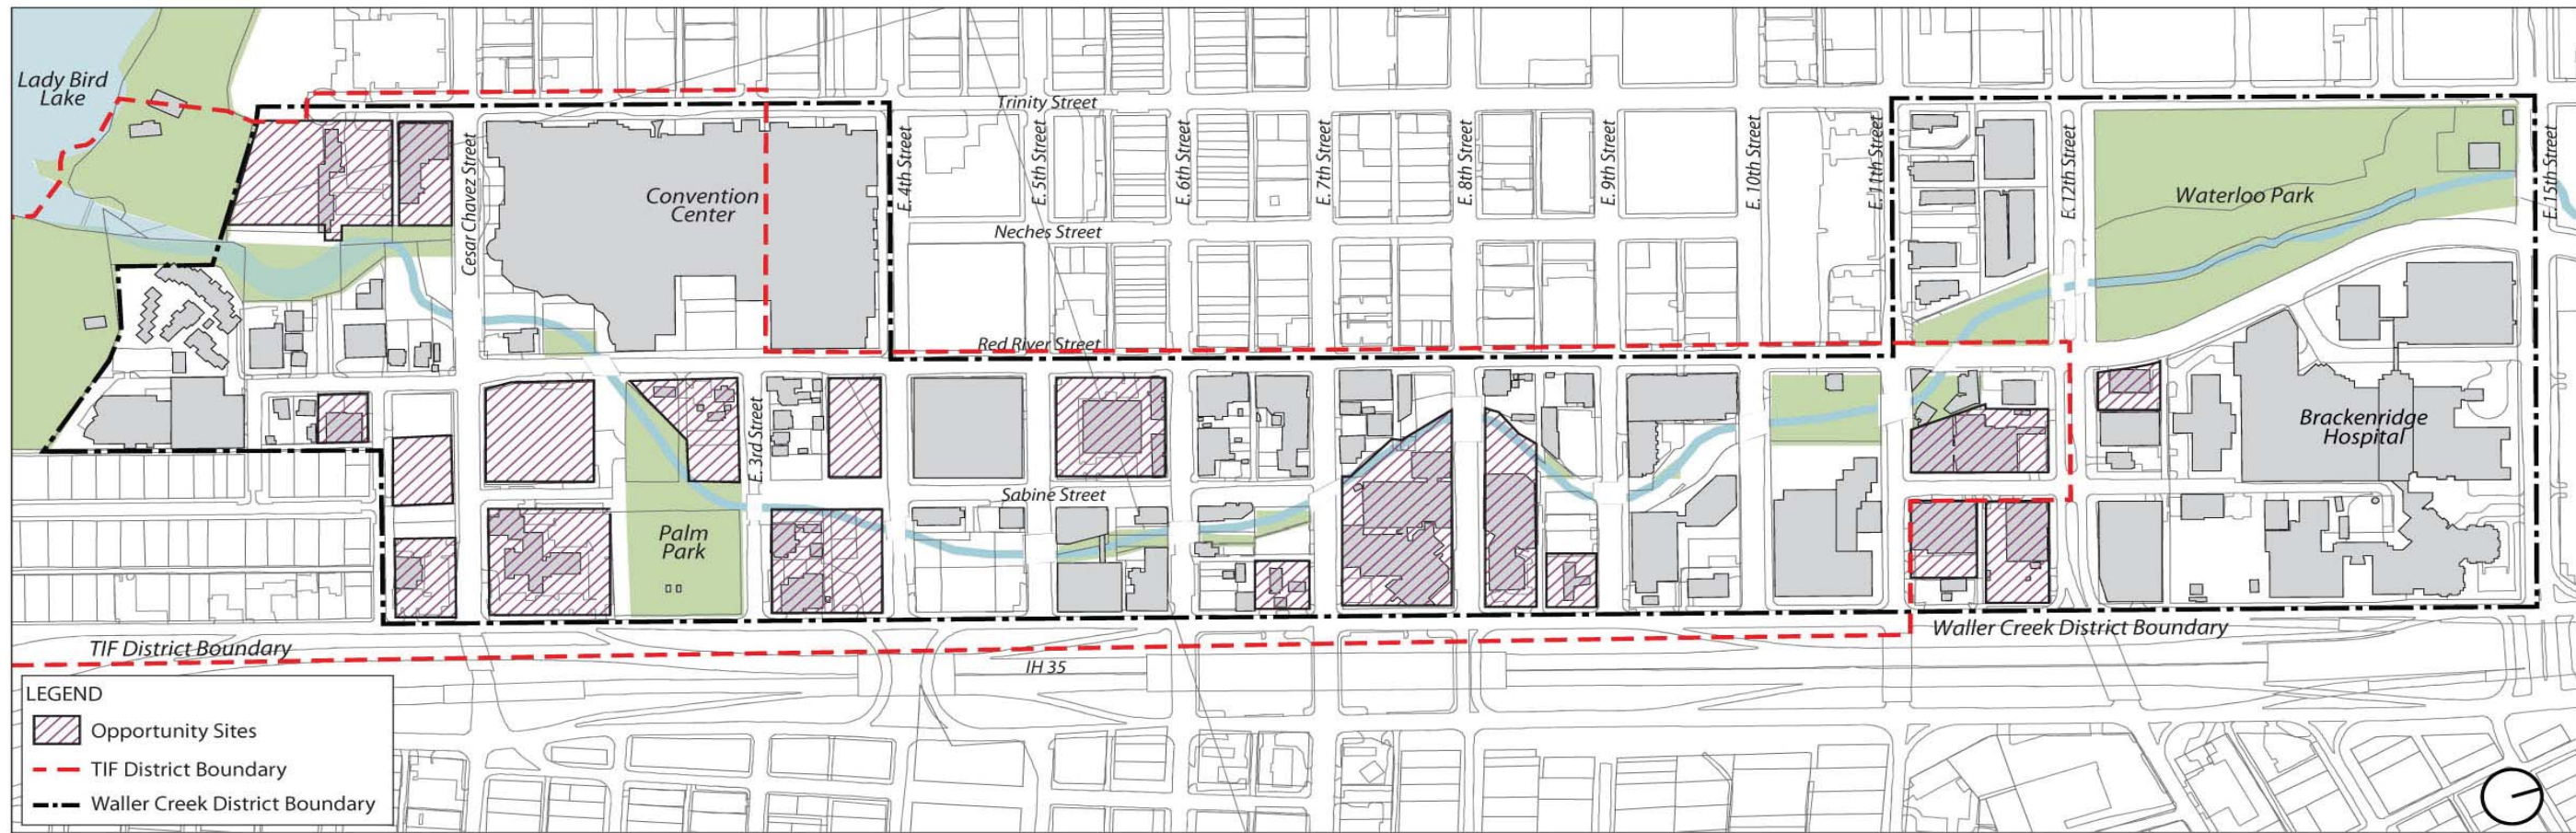 Lady Bird
Lake
Trinity Street
Cesar Chavez Street
Convention
Center
E. 4th Street
E. 5th Street
E. 6th Street
E. 7th Street
E. 8th Street
E. 9th Street
E. 10th Street
E. 11th Street
E. 12th Street
E. 15th Street
Waterloo Park
Neches Street
Red River Street
E. 3rd Street
Brackenridge
Hospital
Sabine Street
Palm
Park
TIF District Boundary
Waller Creek District Boundary
IH 35
LEGEND
Opportunity Sites
TIF District Boundary
Waller Creek District Boundary